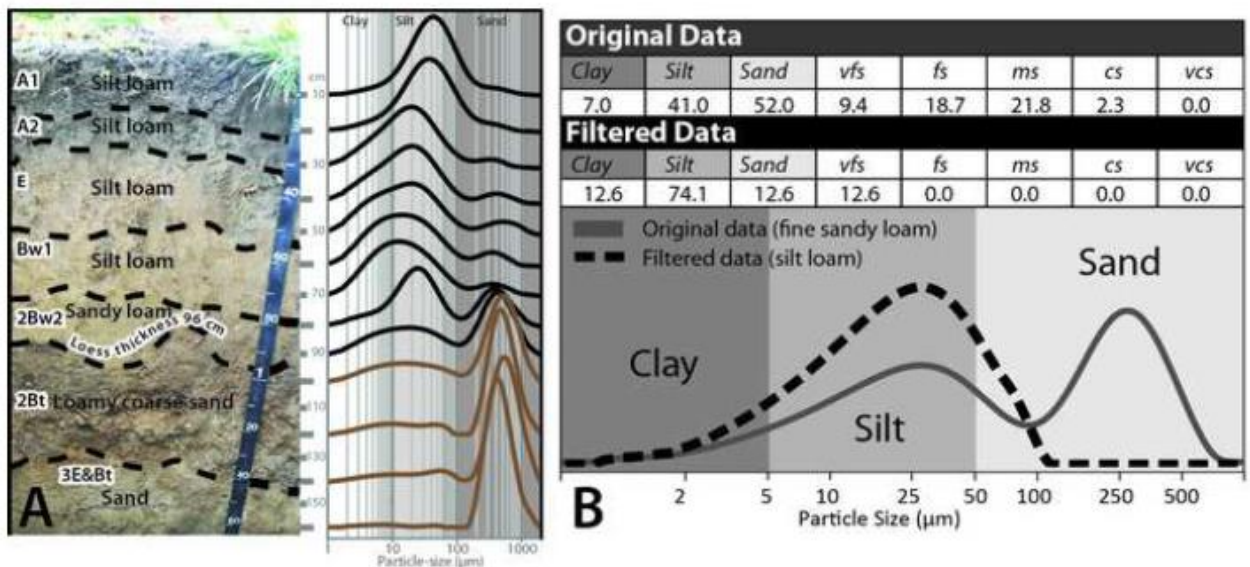 Clay Silt Sand
cm
A1
Silt loam
10
A2
Silt loam
30
E
Silt loam
40
50
Bw1
Silt loam
70
2Bw2
Sandy loam
Loess thickness 96 cm
90
1
2Bt
Loamy coarse sand
110
20
130
3E&Bt
40
Sand
150
60
A
10 100 1000
Particle-size (μm)
Original Data
Clay Silt Sand vfs fs ms cs vcs
7.0 41.0 52.0 9.4 18.7 21.8 2.3 0.0
Filtered Data
Clay Silt Sand vfs fs ms cs vcs
12.6 74.1 12.6 12.6 0.0 0.0 0.0 0.0
Original data (fine sandy loam)
Filtered data (silt loam)
Clay
Silt
Sand
2 5 10 25 50 100 250 500
Particle Size (μm)
B